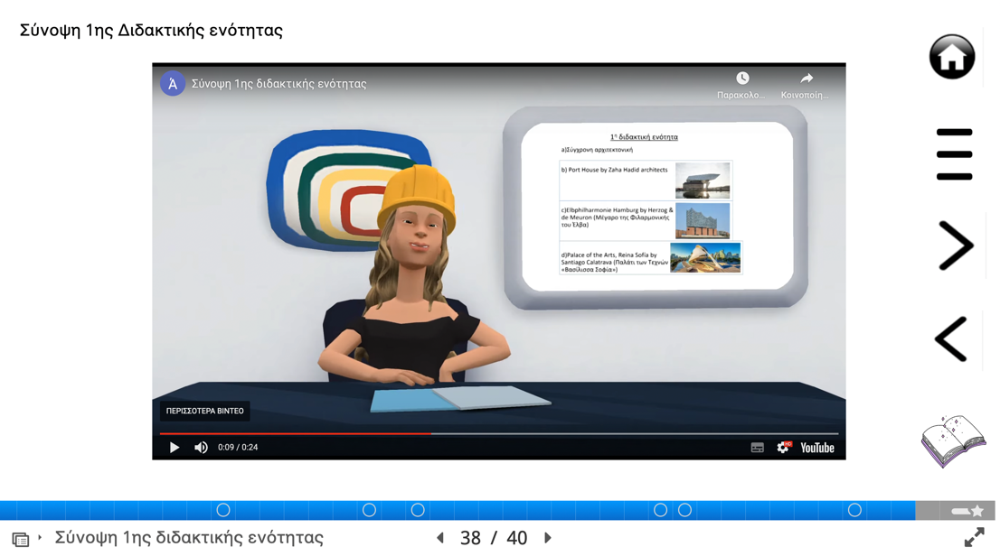 Σύνοψη 1ης Διδακτικής ενότητας
Ά
Σύνοψη 1ης διδακτικής ενότητας
Παρακολο...
Κοινοποίη...
1η διδακτική ενότητα
a)Σύγχρονη αρχιτεκτονική
b) Port House by Zaha Hadid architects
c)Elbphilharmonie Hamburg by Herzog &
de Meuron (Μέγαρο της Φιλαρμονικής
του Έλβα)
d)Palace of the Arts, Reina Sofia by
Santiago Calatrava (Παλάτι των Τεχνών
«Βασίλισσα Σοφία»)
ΠΕΡΙΣΣΟΤΕΡΑ ΒΙΝΤΕΟ
0:09 / 0:24
HD
YouTube
Σύνοψη 1ης διδακτικής ενότητας
38 / 40